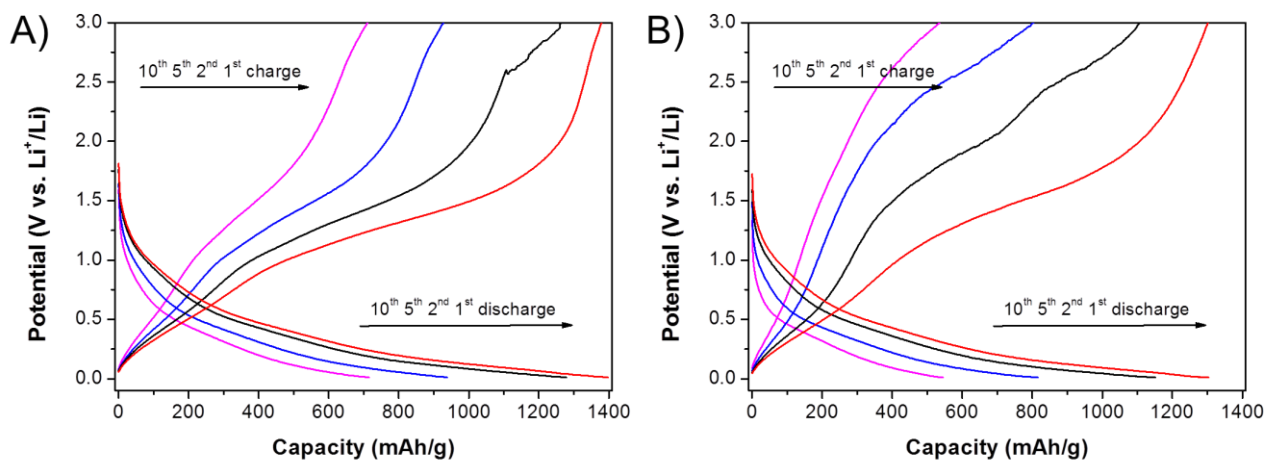 A)
3.0
2.5
2.0
1.5
1.0
0.5
0.0
Potential (V vs. Li⁺/Li)
10ᵗʰ 5ᵗʰ 2ⁿᵈ 1ˢᵗ charge
10ᵗʰ 5ᵗʰ 2ⁿᵈ 1ˢᵗ discharge
0 200 400 600 800 1000 1200 1400
Capacity (mAh/g)
B)
3.0
2.5
2.0
1.5
1.0
0.5
0.0
Potential (V vs. Li⁺/Li)
10ᵗʰ 5ᵗʰ 2ⁿᵈ 1ˢᵗ charge
10ᵗʰ 5ᵗʰ 2ⁿᵈ 1ˢᵗ discharge
0 200 400 600 800 1000 1200 1400
Capacity (mAh/g)